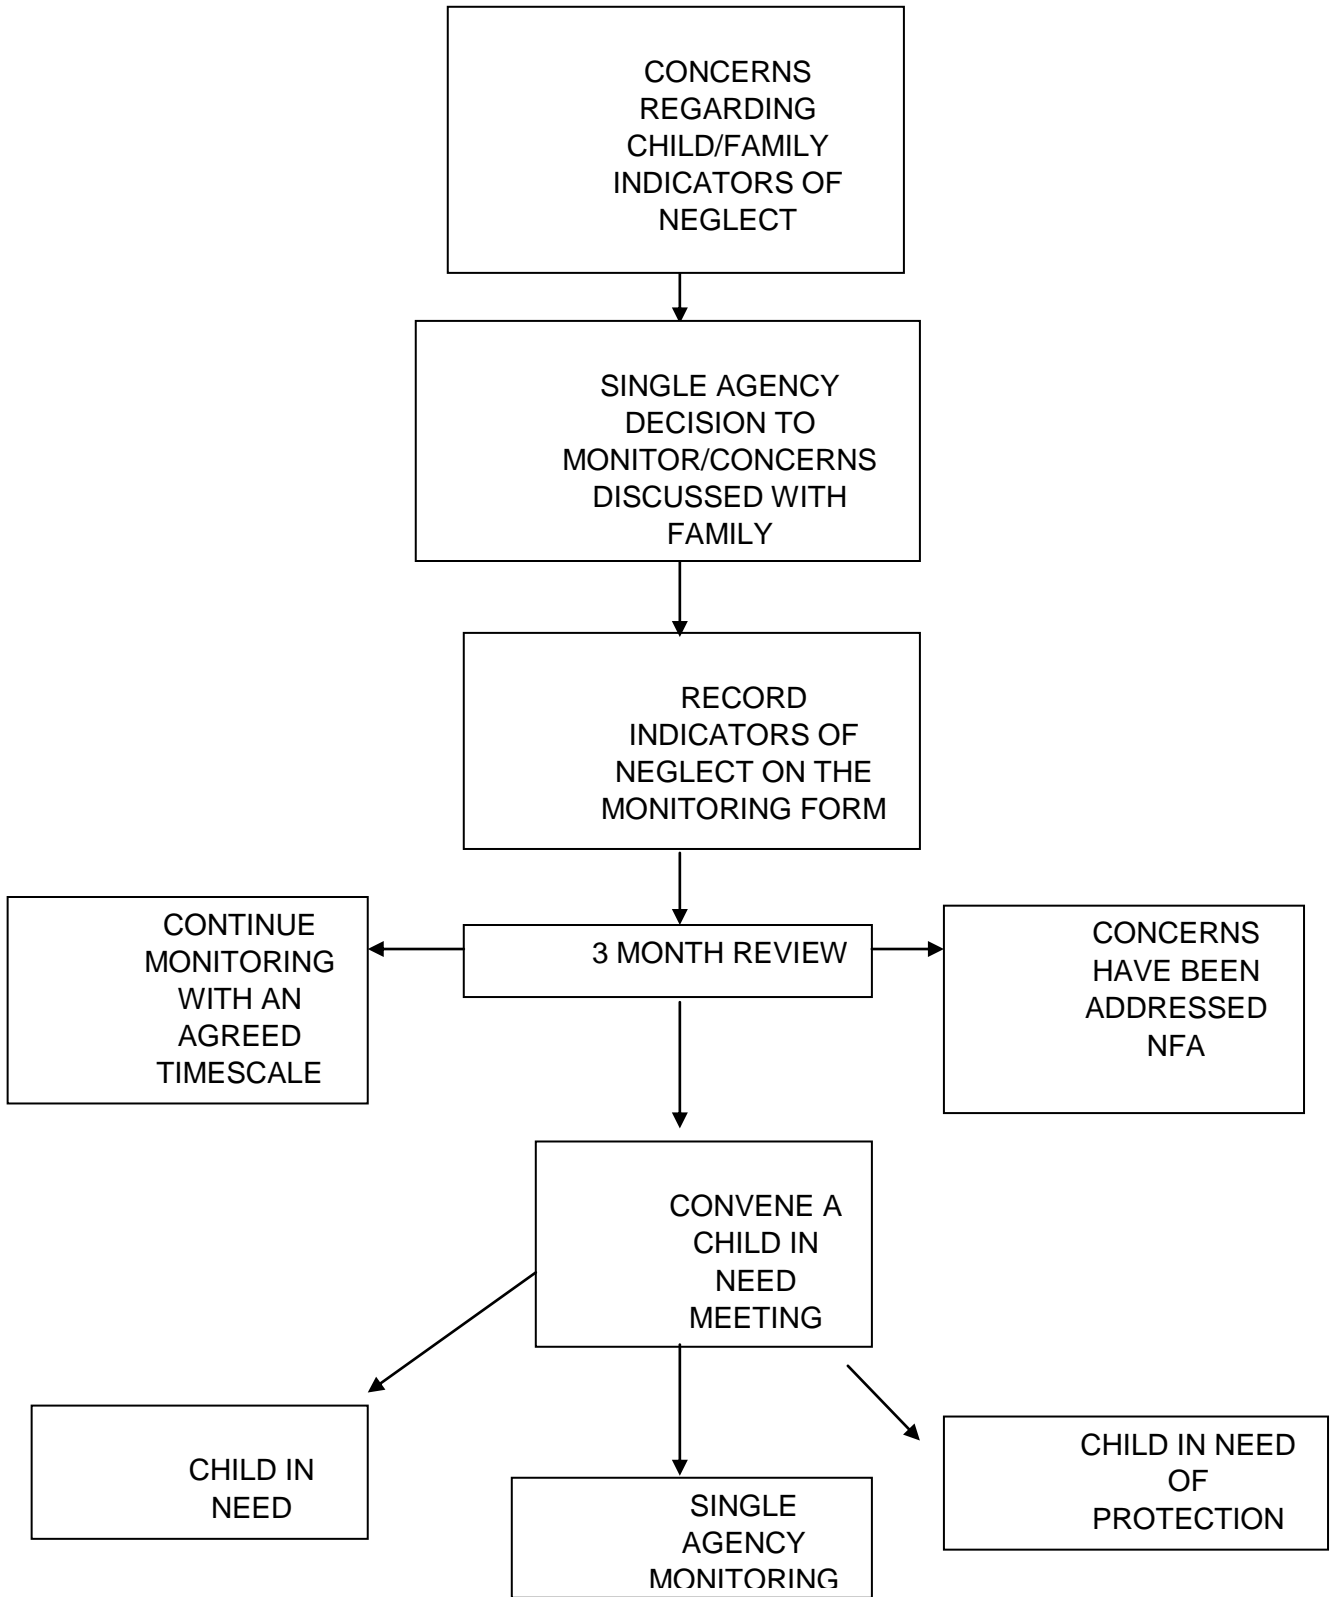 CONCERNS
REGARDING
CHILD/FAMILY
INDICATORS OF
NEGLECT
SINGLE AGENCY
DECISION TO
MONITOR/CONCERNS
DISCUSSED WITH
FAMILY
RECORD
INDICATORS OF
NEGLECT ON THE
MONITORING FORM
CONTINUE
MONITORING
WITH AN
AGREED
TIMESCALE
3 MONTH REVIEW
CONCERNS
HAVE BEEN
ADDRESSED
NFA
CONVENE A
CHILD IN
NEED
MEETING
CHILD IN
NEED
SINGLE
AGENCY
MONITORING
CHILD IN NEED
OF
PROTECTION